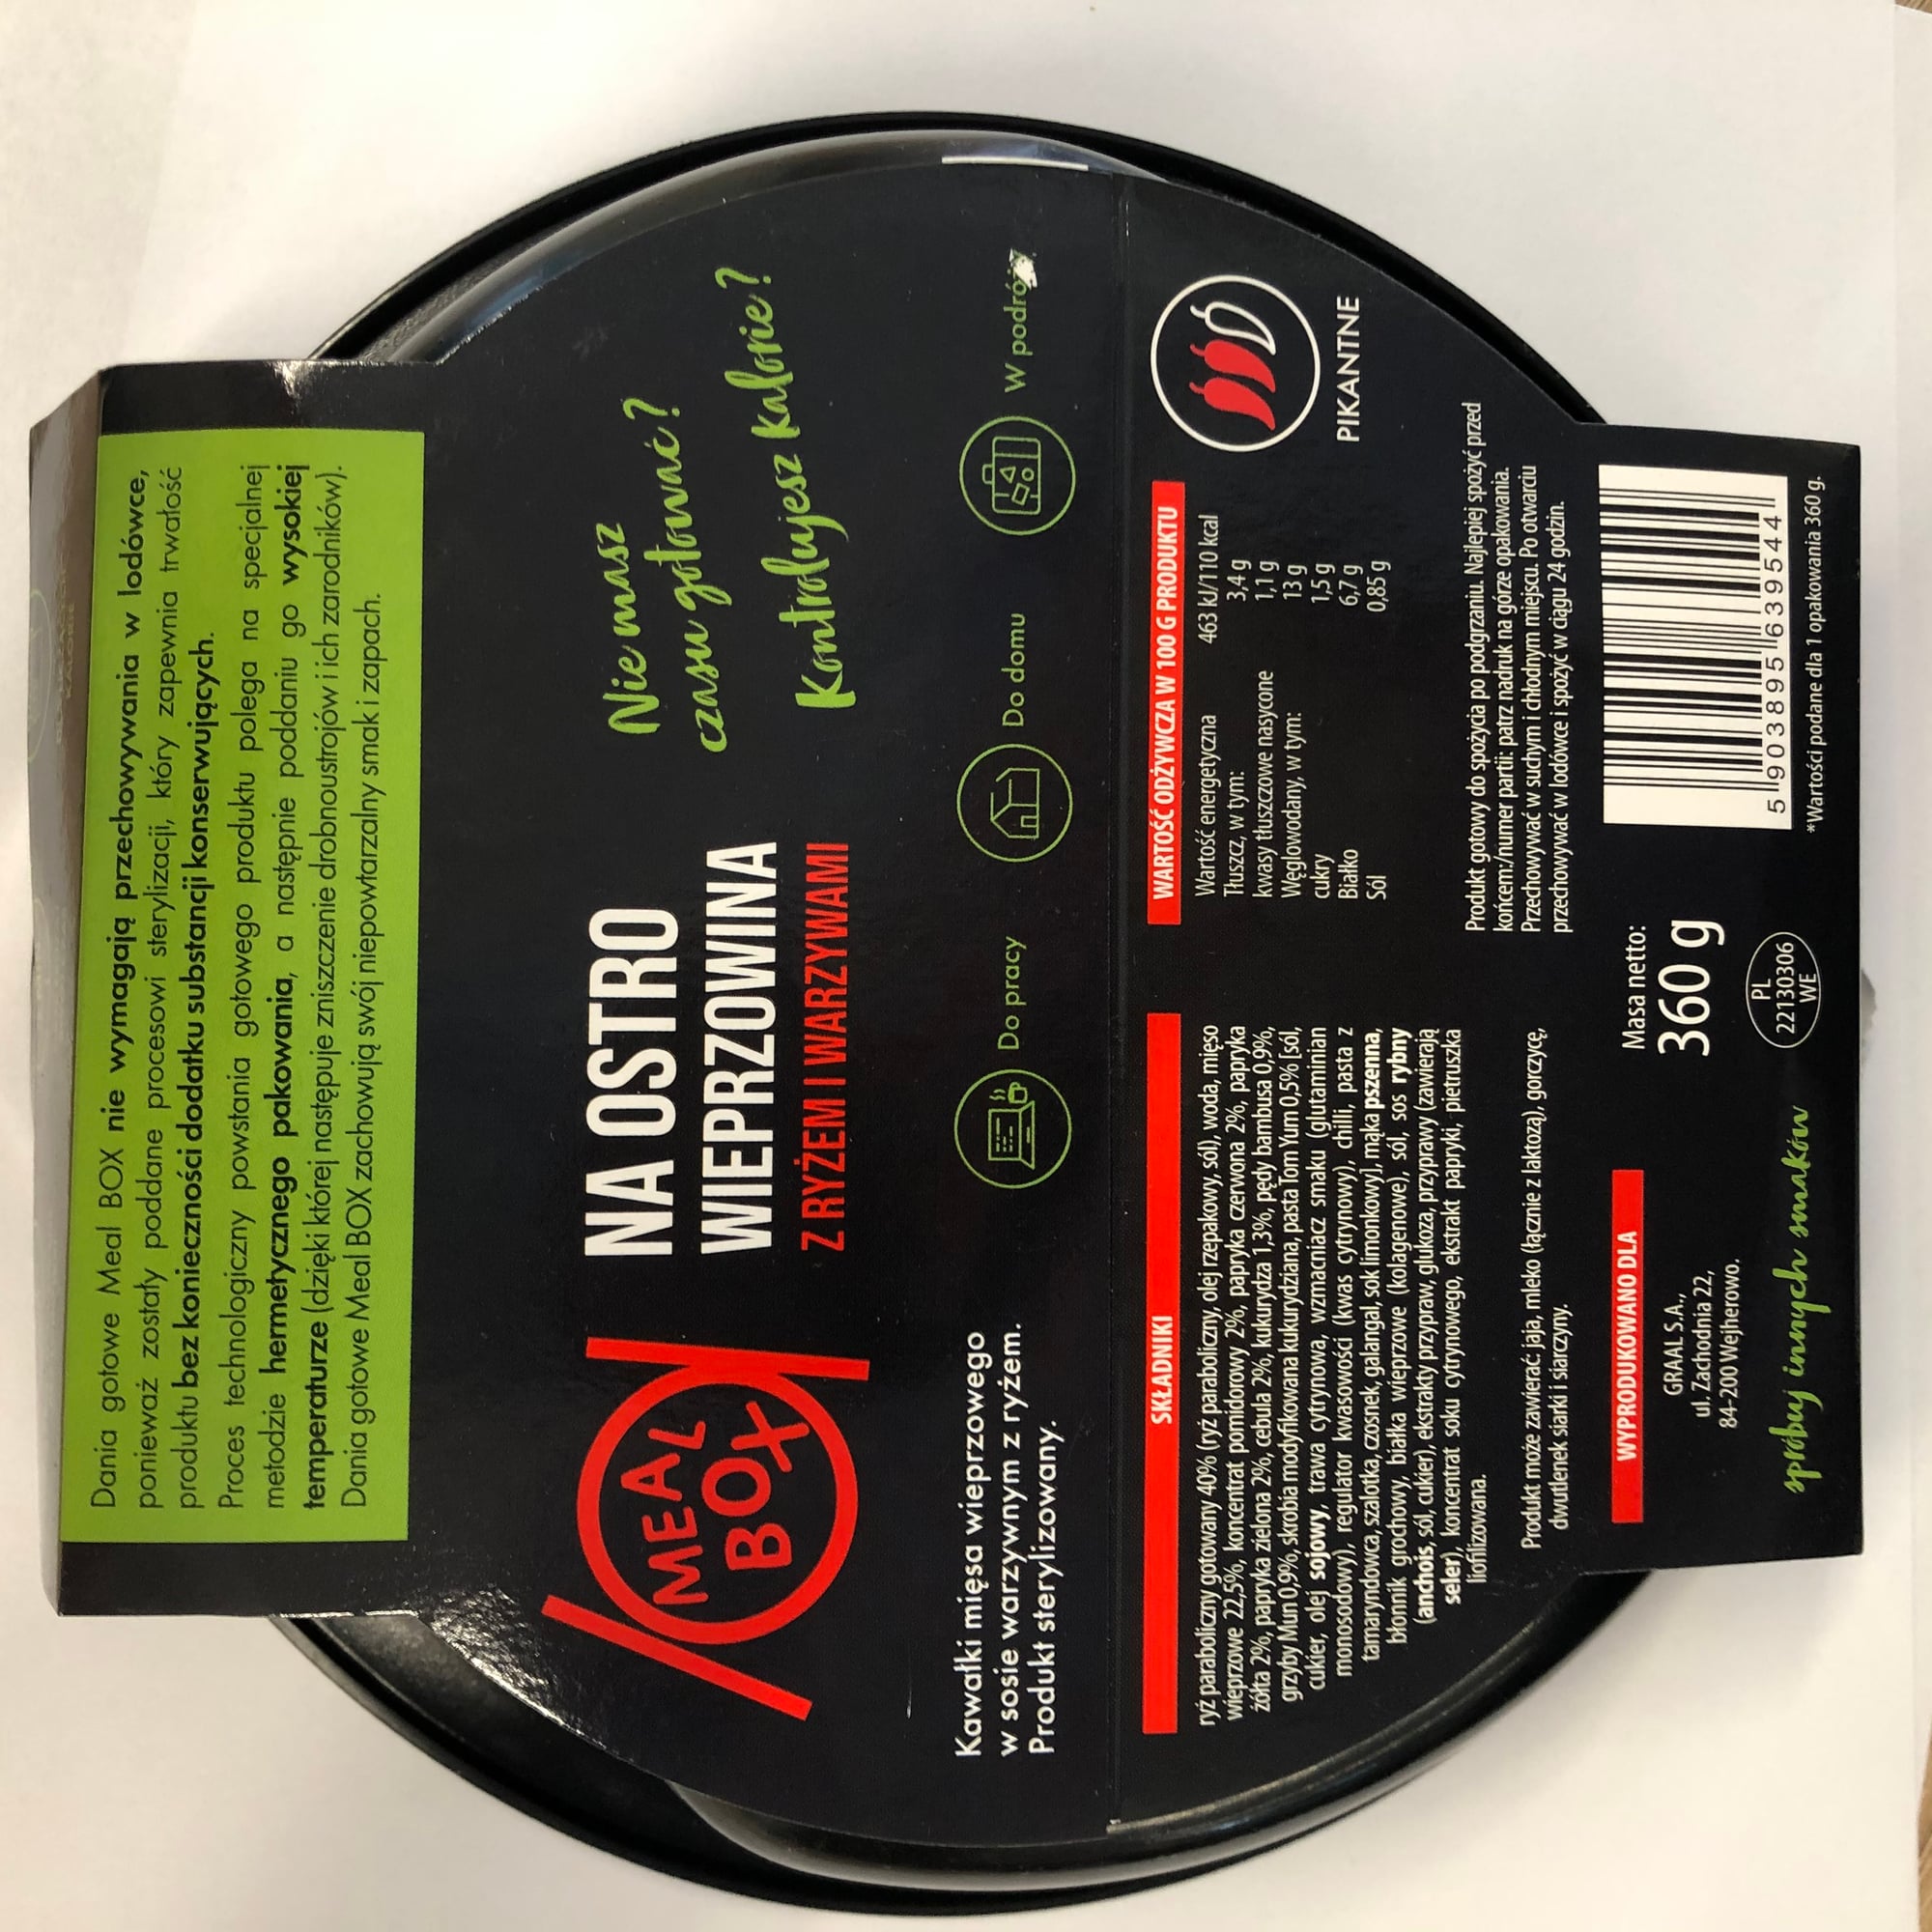 Dania gotowe Meal BOX nie wymagają przechowywania w lodówce,
ponieważ zostały poddane procesowi sterylizacji, który zapewnia trwałość
produktu bez konieczności dodatku substancji konserwujących.
Proces technologiczny powstania gotowego produktu polega na specjalnej
metodzie hermetycznego pakowania, a następnie poddaniu go wysokiej
temperaturze (dzięki której następuje zniszczenie drobnoustrojów i ich zarodników).
Dania gotowe Meal BOX zachowują swój niepowtarzalny smak i zapach.
MEAL
BOX
NA OSTRO
WIEPRZOWINA
Z RYŻEM I WARZYWAMI
Nie masz
czasu gotować?
Kontrolujesz kalorie?
Kawałki mięsa wieprzowego
w sosie warzywnym z ryżem.
Produkt sterylizowany.
Do pracy
Do domu
W podróży
SKŁADNIKI
ryż paraboliczny gotowany 40% (ryż paraboliczny, olej rzepakowy, sól), woda, mięso
wieprzowe 22,5%, koncentrat pomidorowy 2%, papryka czerwona 2%, papryka
żółta 2%, papryka zielona 2%, cebula 2%, kukurydza 1,3%, pędy bambusa 0,9%,
grzyby Mun 0,9%, skrobia modyfikowana kukurydziana, pasta Tom Yum 0,5% [sól,
cukier, olej sojowy, trawa cytrynowa, wzmacniacz smaku (glutaminian
monosodowy), regulator kwasowości (kwas cytrynowy), chilli, pasta z
tamaryndowca, szalotka, czosnek, galangal, sok limonkowy], mąka pszenna,
błonnik grochowy, białka wieprzowe (kolagenowe), sól, sos rybny
(anchois, sól, cukier), ekstrakty przypraw, glukoza, przyprawy (zawierają
seler), koncentrat soku cytrynowego, ekstrakt papryki, pietruszka
liofilizowana.
Produkt może zawierać: jaja, mleko (łącznie z laktozą), gorczycę,
dwutlenek siarki i siarczyny.
WARTOŚĆ ODŻYWCZA W 100 G PRODUKTU
Wartość energetyczna 463 kJ/110 kcal
Tłuszcz, w tym: 3,4 g
kwasy tłuszczowe nasycone 1,1 g
Węglowodany, w tym: 13 g
cukry 1,5 g
Białko 6,7 g
Sól 0,85 g
PIKANTNE
Produkt gotowy do spożycia po podgrzaniu. Najlepiej spożyć przed
końcem:/numer partii: patrz nadruk na górze opakowania.
Przechowywać w suchym i chłodnym miejscu. Po otwarciu
przechowywać w lodówce i spożyć w ciągu 24 godzin.
WYPRODUKOWANO DLA
GRAAL S.A.,
ul. Zachodnia 22,
84-200 Wejherowo.
spróbuj innych smaków
Masa netto:
360 g
PL
22130306
WE
5 903895 639544
*Wartości podane dla 1 opakowania 360 g.